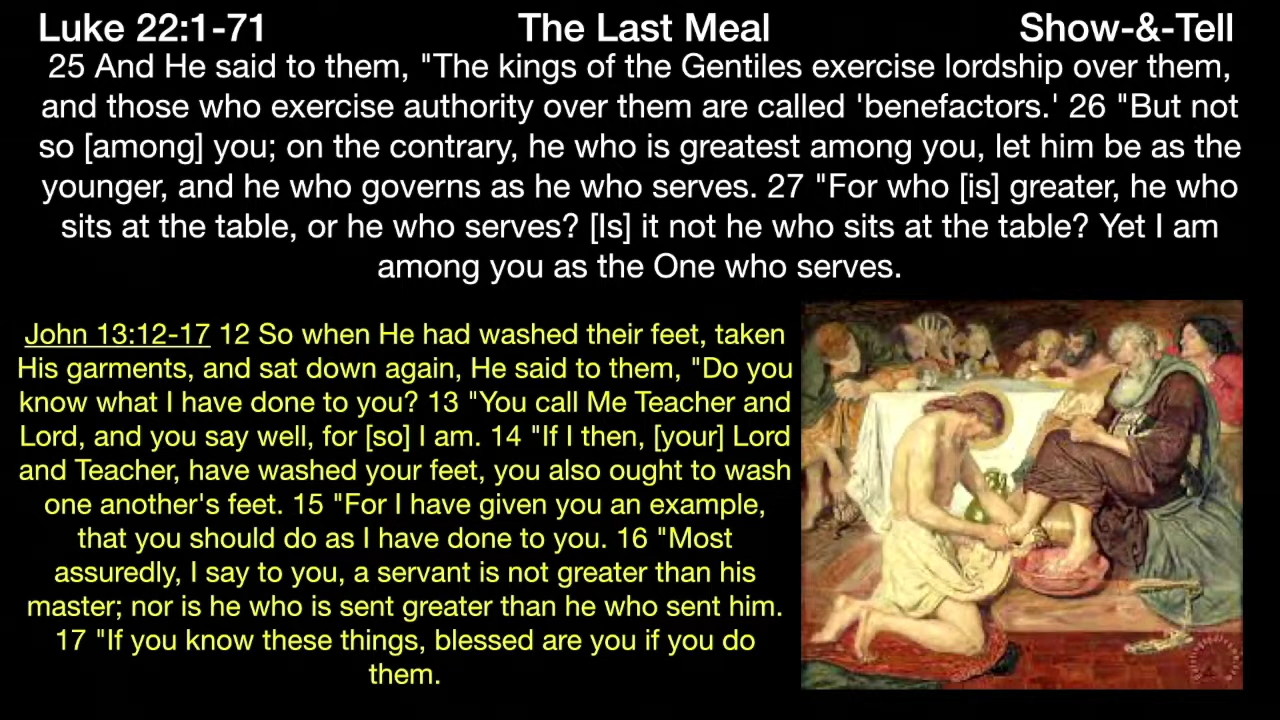 Luke 22:1-71 The Last Meal Show-&-Tell
25 And He said to them, "The kings of the Gentiles exercise lordship over them,
and those who exercise authority over them are called 'benefactors.' 26 "But not
so [among] you; on the contrary, he who is greatest among you, let him be as the
younger, and he who governs as he who serves. 27 "For who [is] greater, he who
sits at the table, or he who serves? [Is] it not he who sits at the table? Yet I am
among you as the One who serves.
John 13:12-17 12 So when He had washed their feet, taken
His garments, and sat down again, He said to them, "Do you
know what I have done to you? 13 "You call Me Teacher and
Lord, and you say well, for [so] I am. 14 "If I then, [your] Lord
and Teacher, have washed your feet, you also ought to wash
one another's feet. 15 "For I have given you an example,
that you should do as I have done to you. 16 "Most
assuredly, I say to you, a servant is not greater than his
master; nor is he who is sent greater than he who sent him.
17 "If you know these things, blessed are you if you do
them.